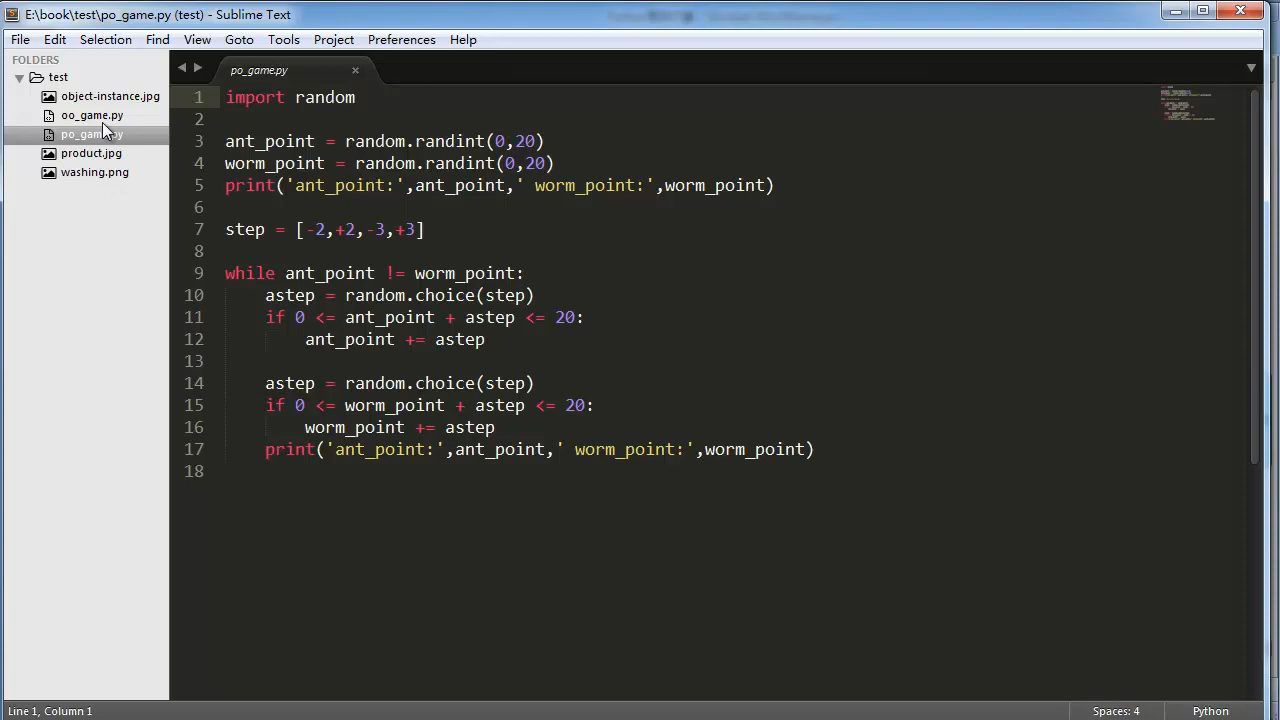 E:\book\test\po_game.py (test) - Sublime Text
File Edit Selection Find View Goto Tools Project Preferences Help
FOLDERS
test
object-instance.jpg
oo_game.py
po_game.py
product.jpg
washing.png
po_game.py
1 import random
2
3 ant_point = random.randint(0,20)
4 worm_point = random.randint(0,20)
5 print('ant_point:',ant_point,' worm_point:',worm_point)
6
7 step = [-2,+2,-3,+3]
8
9 while ant_point != worm_point:
10     astep = random.choice(step)
11     if 0 <= ant_point + astep <= 20:
12         ant_point += astep
13
14     astep = random.choice(step)
15     if 0 <= worm_point + astep <= 20:
16         worm_point += astep
17     print('ant_point:',ant_point,' worm_point:',worm_point)
18
Line 1, Column 1 Spaces: 4 Python